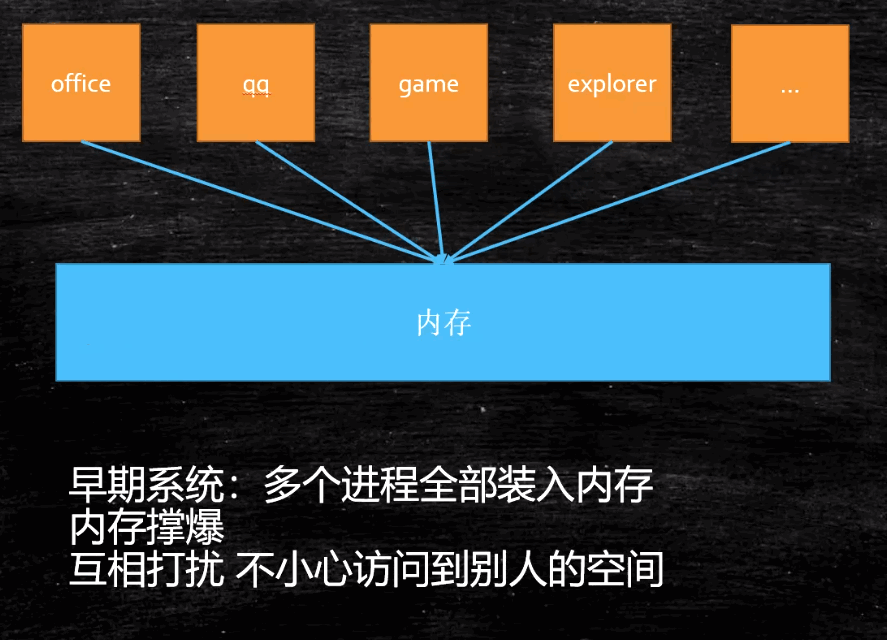 office
qq
game
explorer
...
内存
早期系统：多个进程全部装入内存
内存撑爆
互相打扰 不小心访问到别人的空间